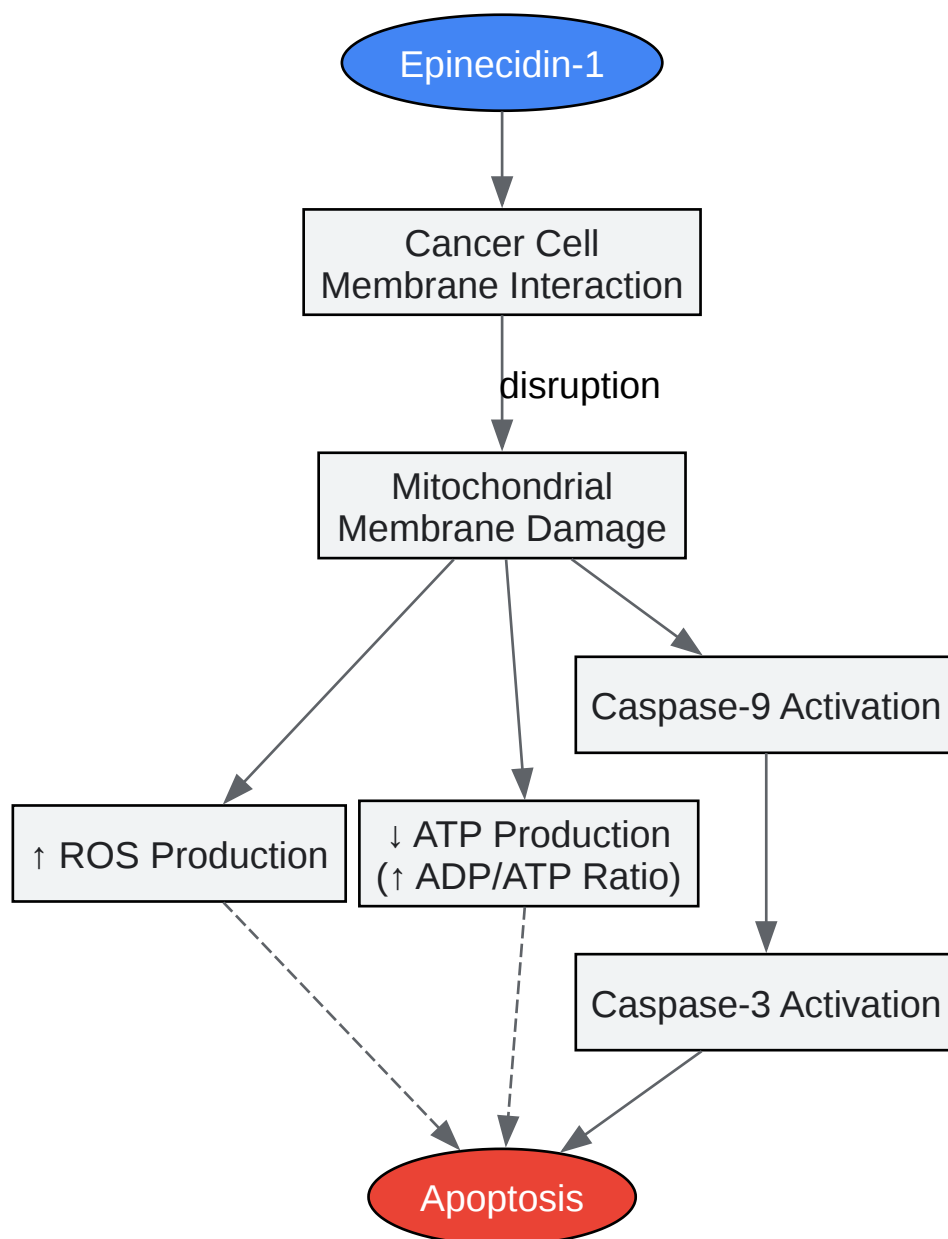 Epinecidin-1
Cancer Cell
Membrane Interaction
disruption
Mitochondrial
Membrane Damage
Caspase-9 Activation
↑ ROS Production
↓ ATP Production
(↑ ADP/ATP Ratio)
Caspase-3 Activation
Apoptosis